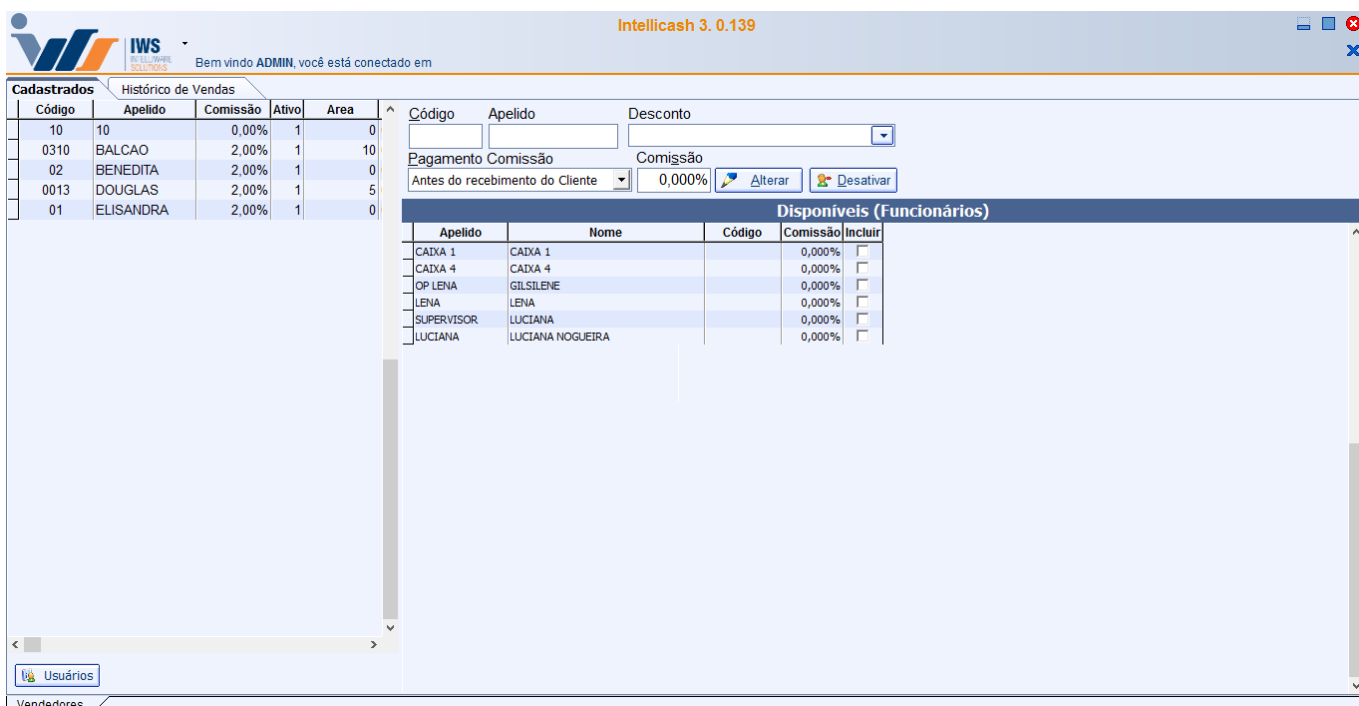 Intellicash 3. 0.139
IWS
INTELLIWARE
SOLUTIONS
Bem vindo ADMIN, você está conectado em
Cadastrados Histórico de Vendas
Código Apelido Comissão Ativo Area
10 10 0,00% 1 0
0310 BALCAO 2,00% 1 10
02 BENEDITA 2,00% 1 0
0013 DOUGLAS 2,00% 1 5
01 ELISANDRA 2,00% 1 0
Código Apelido Desconto
Pagamento Comissão Comissão
Antes do recebimento do Cliente 0,000% Alterar Desativar
Disponíveis (Funcionários)
Apelido Nome Código Comissão Incluir
CAIXA 1 CAIXA 1 0,000%
CAIXA 4 CAIXA 4 0,000%
OP LENA GILSILENE 0,000%
LENA LENA 0,000%
SUPERVISOR LUCIANA 0,000%
LUCIANA LUCIANA NOGUEIRA 0,000%
Usuários
Vendedores